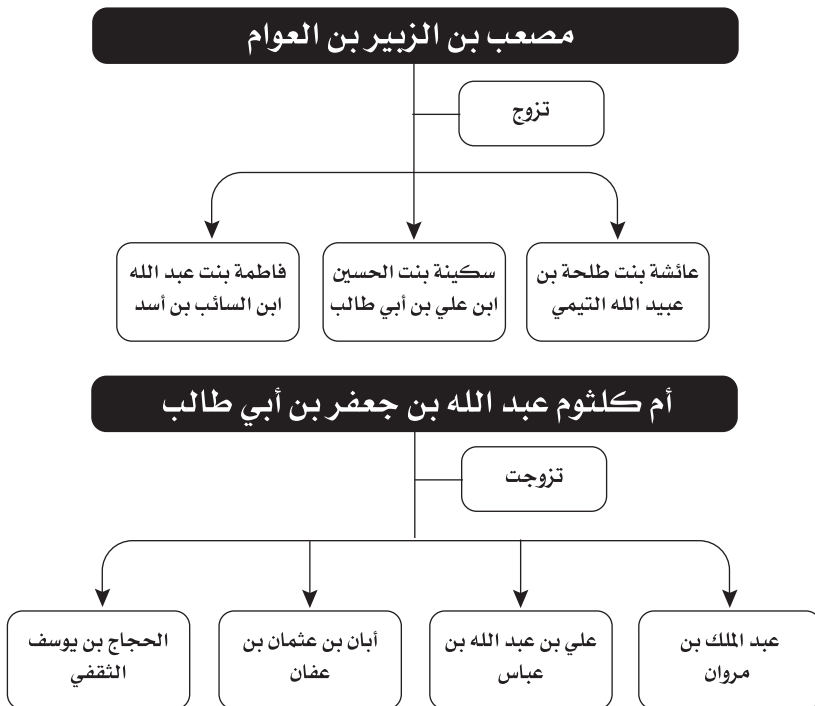 مصعب بن الزبير بن العوام
تزوج
عائشة بنت طلحة بن
عبيد الله التيمي
سكينة بنت الحسين
ابن علي بن أبي طالب
فاطمة بنت عبد الله
ابن السائب بن أسد
أم كلثوم عبد الله بن جعفر بن أبي طالب
تزوجت
عبد الملك بن
مروان
علي بن عبد الله بن
عباس
أبان بن عثمان بن
عفان
الحجاج بن يوسف
الثقفي